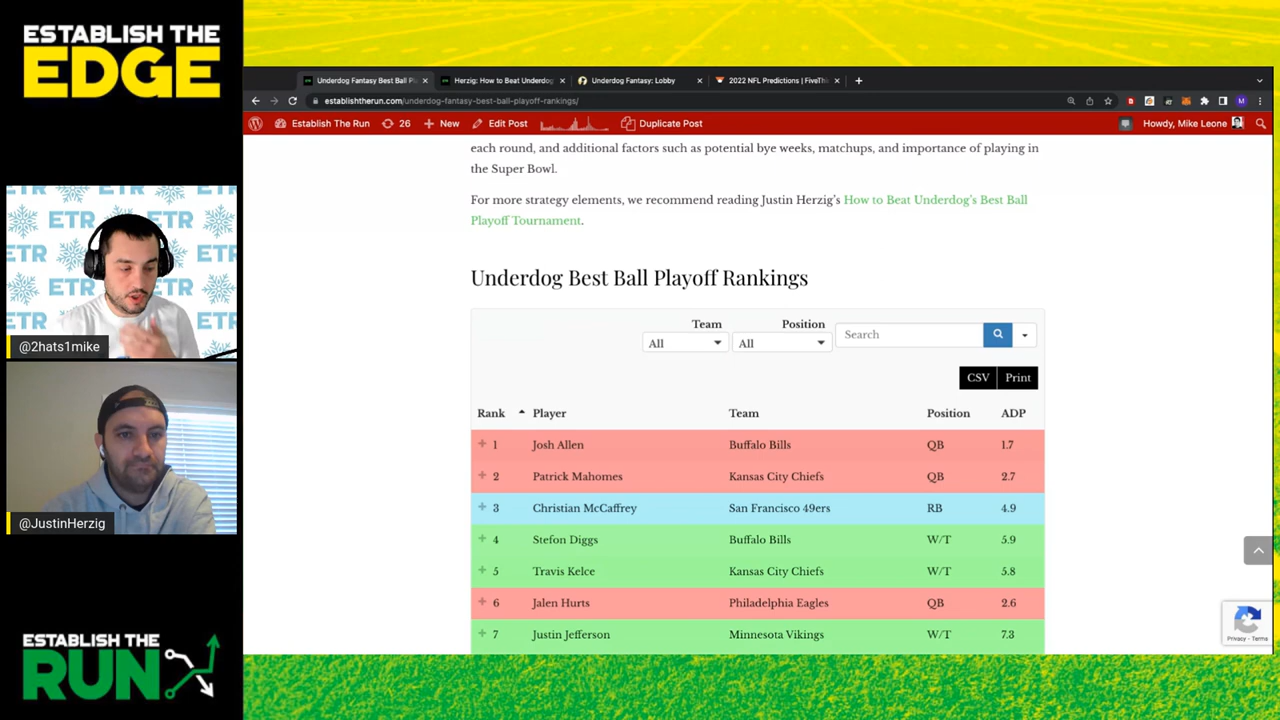 ESTABLISH THE
EDGE
Underdog Fantasy Best Ball Pl
Herzig: How to Beat Underdog
Underdog Fantasy: Lobby
2022 NFL Predictions | FiveThi
establishtherun.com/underdog-fantasy-best-ball-playoff-rankings/
Establish The Run
26
New
Edit Post
Duplicate Post
Howdy, Mike Leone
each round, and additional factors such as potential bye weeks, matchups, and importance of playing in
the Super Bowl.
For more strategy elements, we recommend reading Justin Herzig's How to Beat Underdog's Best Ball
Playoff Tournament.
ETR
@2hats1mike
@JustinHerzig
Underdog Best Ball Playoff Rankings
Team
Position
All
All
Search
CSV
Print
Rank Player Team Position ADP
1 Josh Allen Buffalo Bills QB 1.7
2 Patrick Mahomes Kansas City Chiefs QB 2.7
3 Christian McCaffrey San Francisco 49ers RB 4.9
4 Stefon Diggs Buffalo Bills W/T 5.9
5 Travis Kelce Kansas City Chiefs W/T 5.8
6 Jalen Hurts Philadelphia Eagles QB 2.6
7 Justin Jefferson Minnesota Vikings W/T 7.3
Privacy - Terms
ESTABLISH THE
RUN